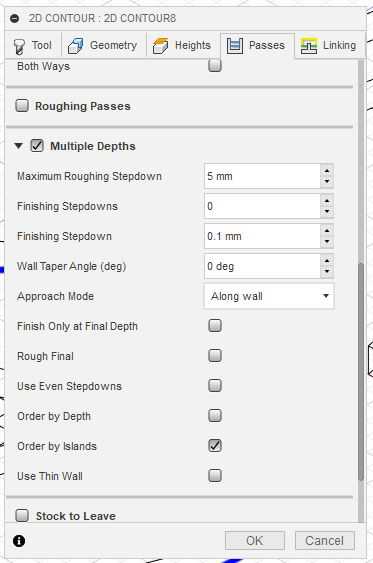 2D CONTOUR : 2D CONTOUR8
Tool Geometry Heights Passes Linking
Both Ways
Roughing Passes
Multiple Depths
Maximum Roughing Stepdown 5 mm
Finishing Stepdowns 0
Finishing Stepdown 0.1 mm
Wall Taper Angle (deg) 0 deg
Approach Mode Along wall
Finish Only at Final Depth
Rough Final
Use Even Stepdowns
Order by Depth
Order by Islands
Use Thin Wall
Stock to Leave
OK Cancel